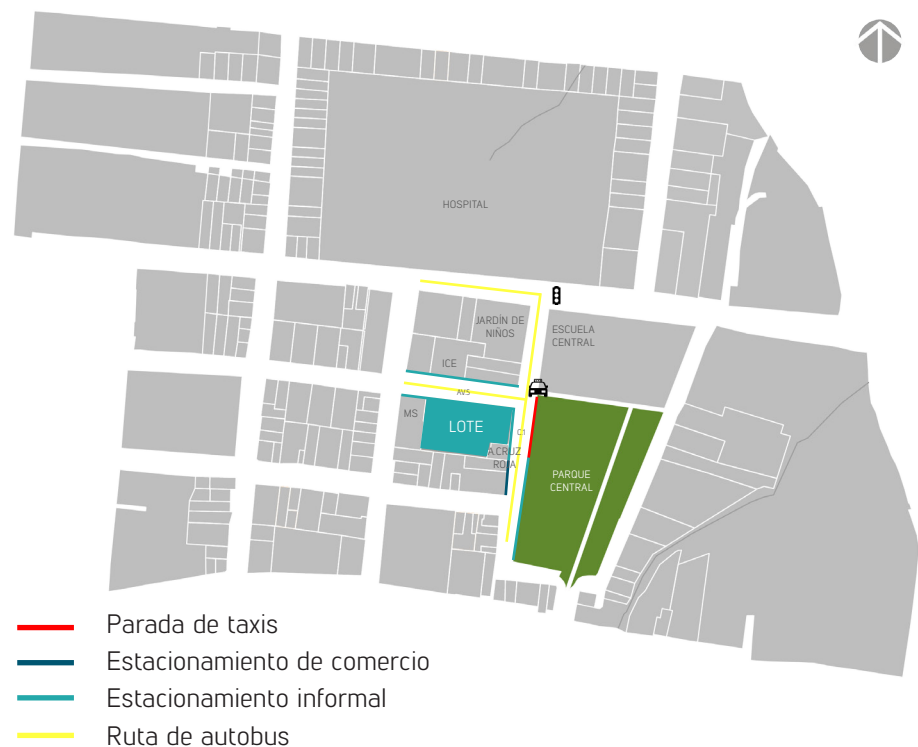 HOSPITAL
JARDÍN DE
NIÑOS
ESCUELA
CENTRAL
ICE
AV5
MS
LOTE
C1
A.CRUZ
ROJA
PARQUE
CENTRAL
Parada de taxis
Estacionamiento de comercio
Estacionamiento informal
Ruta de autobus